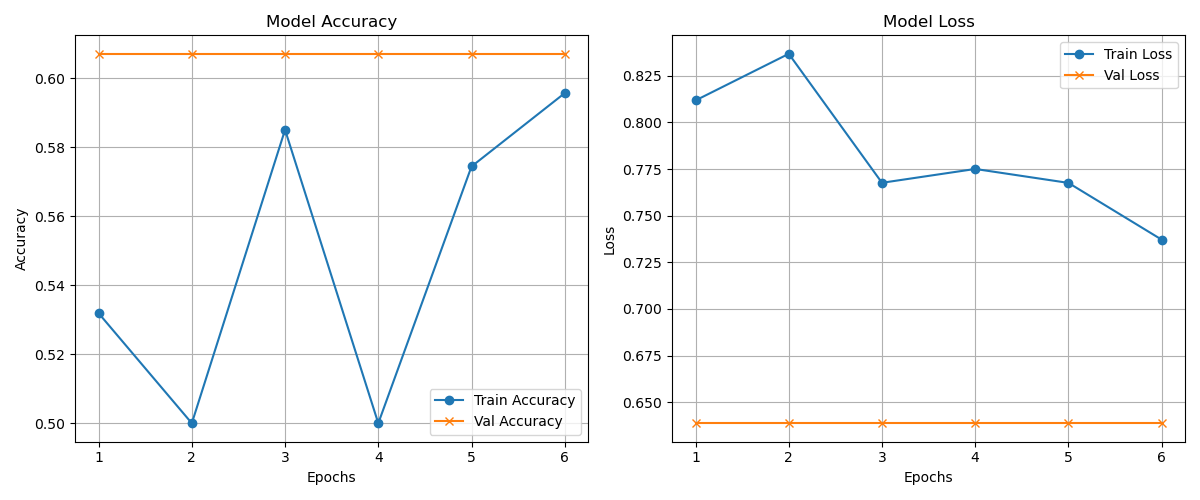 Model Accuracy
0.60
0.58
0.56
0.54
0.52
0.50
Accuracy
Train Accuracy
Val Accuracy
1 2 3 4 5 6
Epochs
Model Loss
0.825
0.800
0.775
0.750
0.725
0.700
0.675
0.650
Loss
Train Loss
Val Loss
1 2 3 4 5 6
Epochs